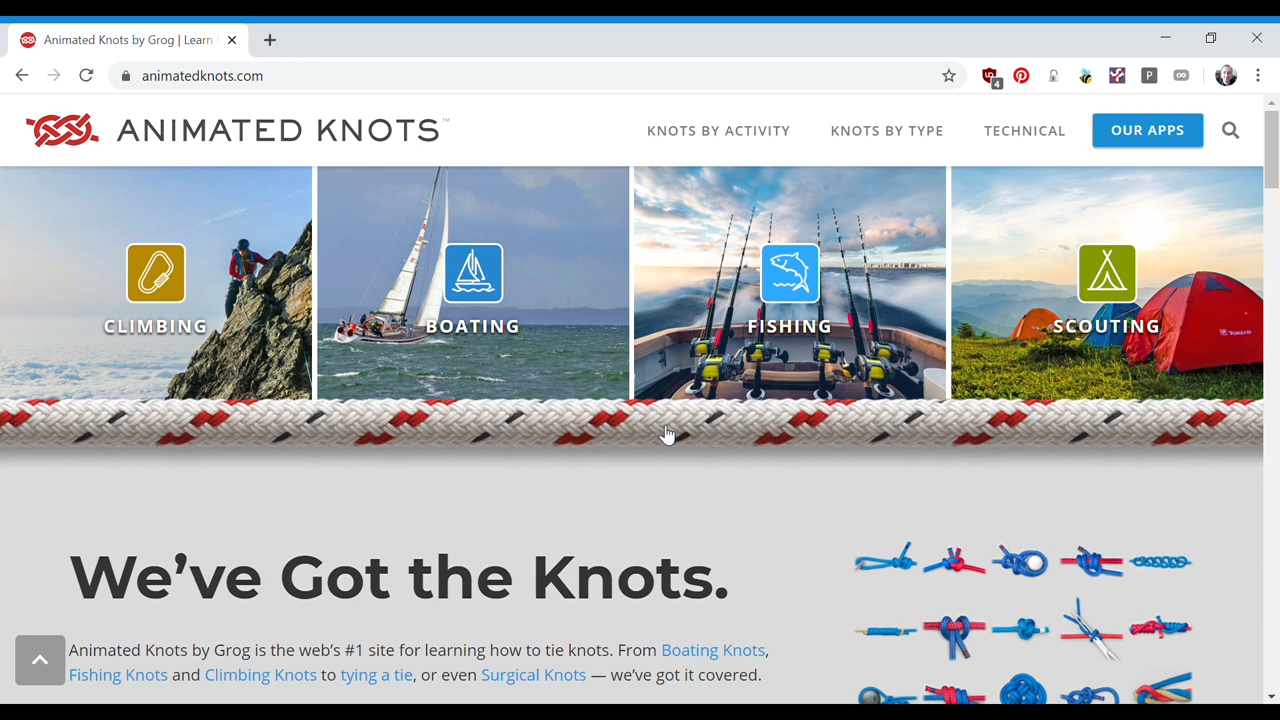 Animated Knots by Grog | Learn
animatedknots.com
4
P
ANIMATED KNOTS™
KNOTS BY ACTIVITY
KNOTS BY TYPE
TECHNICAL
OUR APPS
CLIMBING
BOATING
FISHING
SCOUTING
We’ve Got the Knots.
Animated Knots by Grog is the web’s #1 site for learning how to tie knots. From Boating Knots,
Fishing Knots and Climbing Knots to tying a tie, or even Surgical Knots — we’ve got it covered.